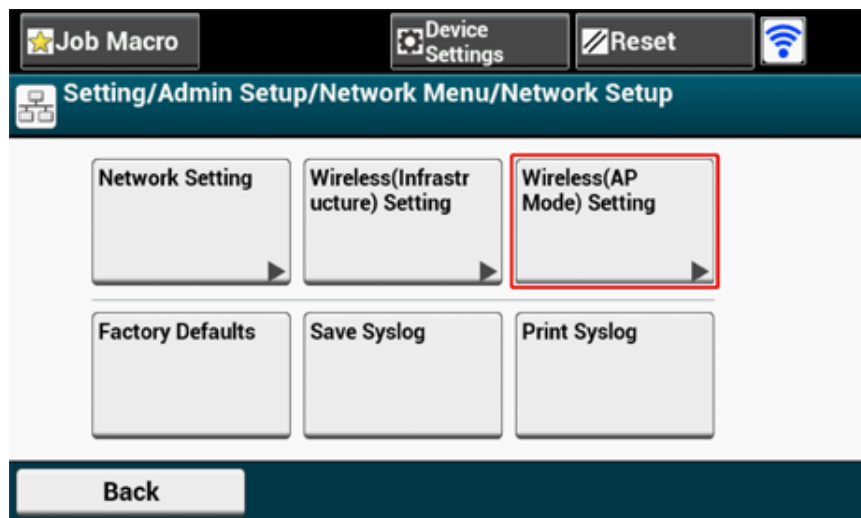 Job Macro
Device
Settings
Reset
Setting/Admin Setup/Network Menu/Network Setup
Network Setting
Wireless(Infrastr
ucture) Setting
Wireless(AP
Mode) Setting
Factory Defaults
Save Syslog
Print Syslog
Back